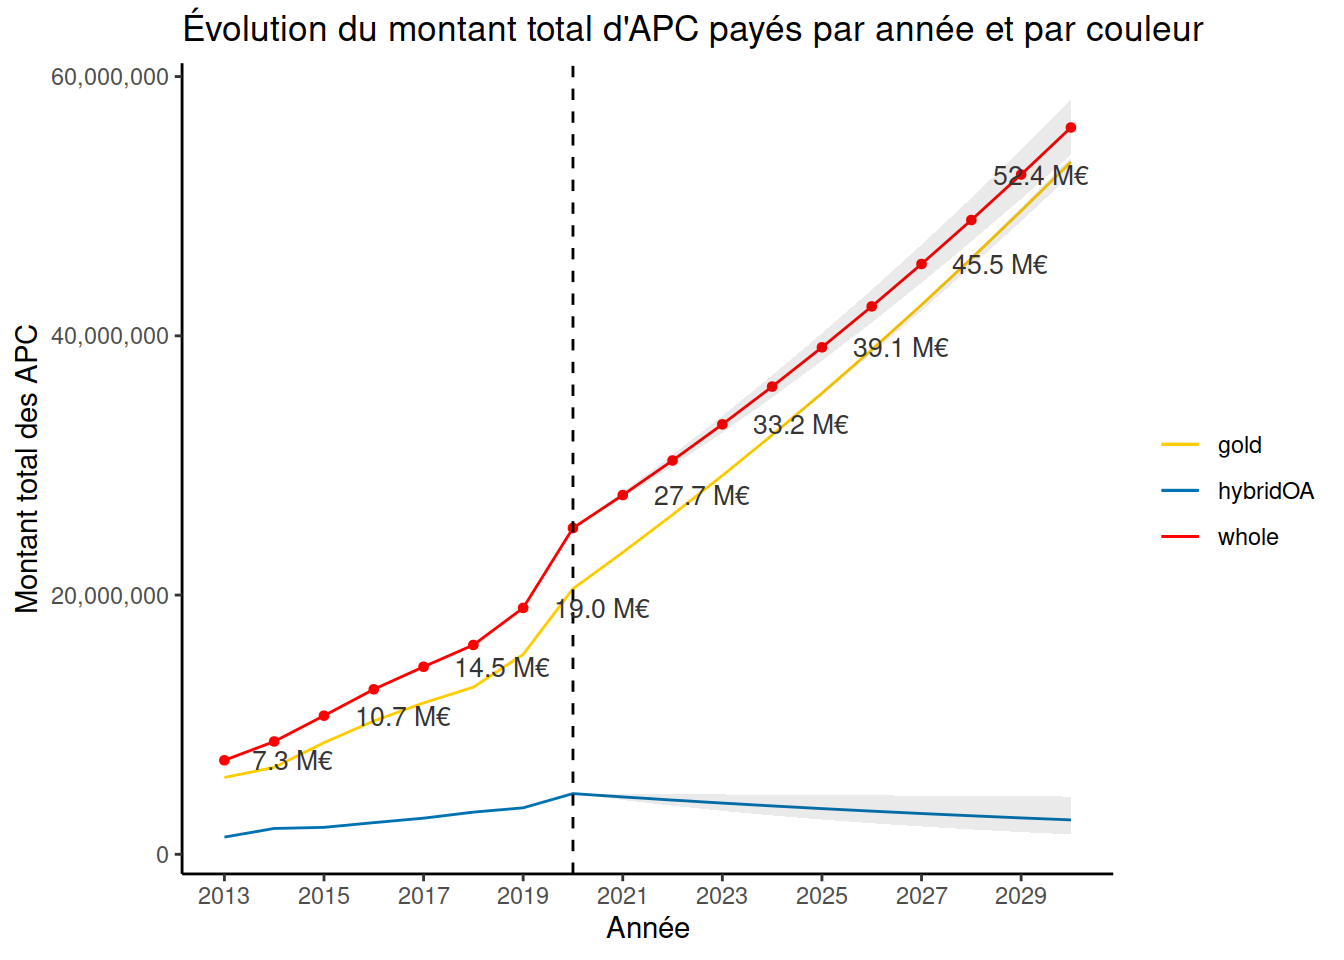 Évolution du montant total d'APC payés par année et par couleur
Montant total des APC
60,000,000
40,000,000
20,000,000
0
52.4 M€
45.5 M€
39.1 M€
33.2 M€
27.7 M€
19.0 M€
14.5 M€
10.7 M€
7.3 M€
gold
hybridOA
whole
2013 2015 2017 2019 2021 2023 2025 2027 2029
Année